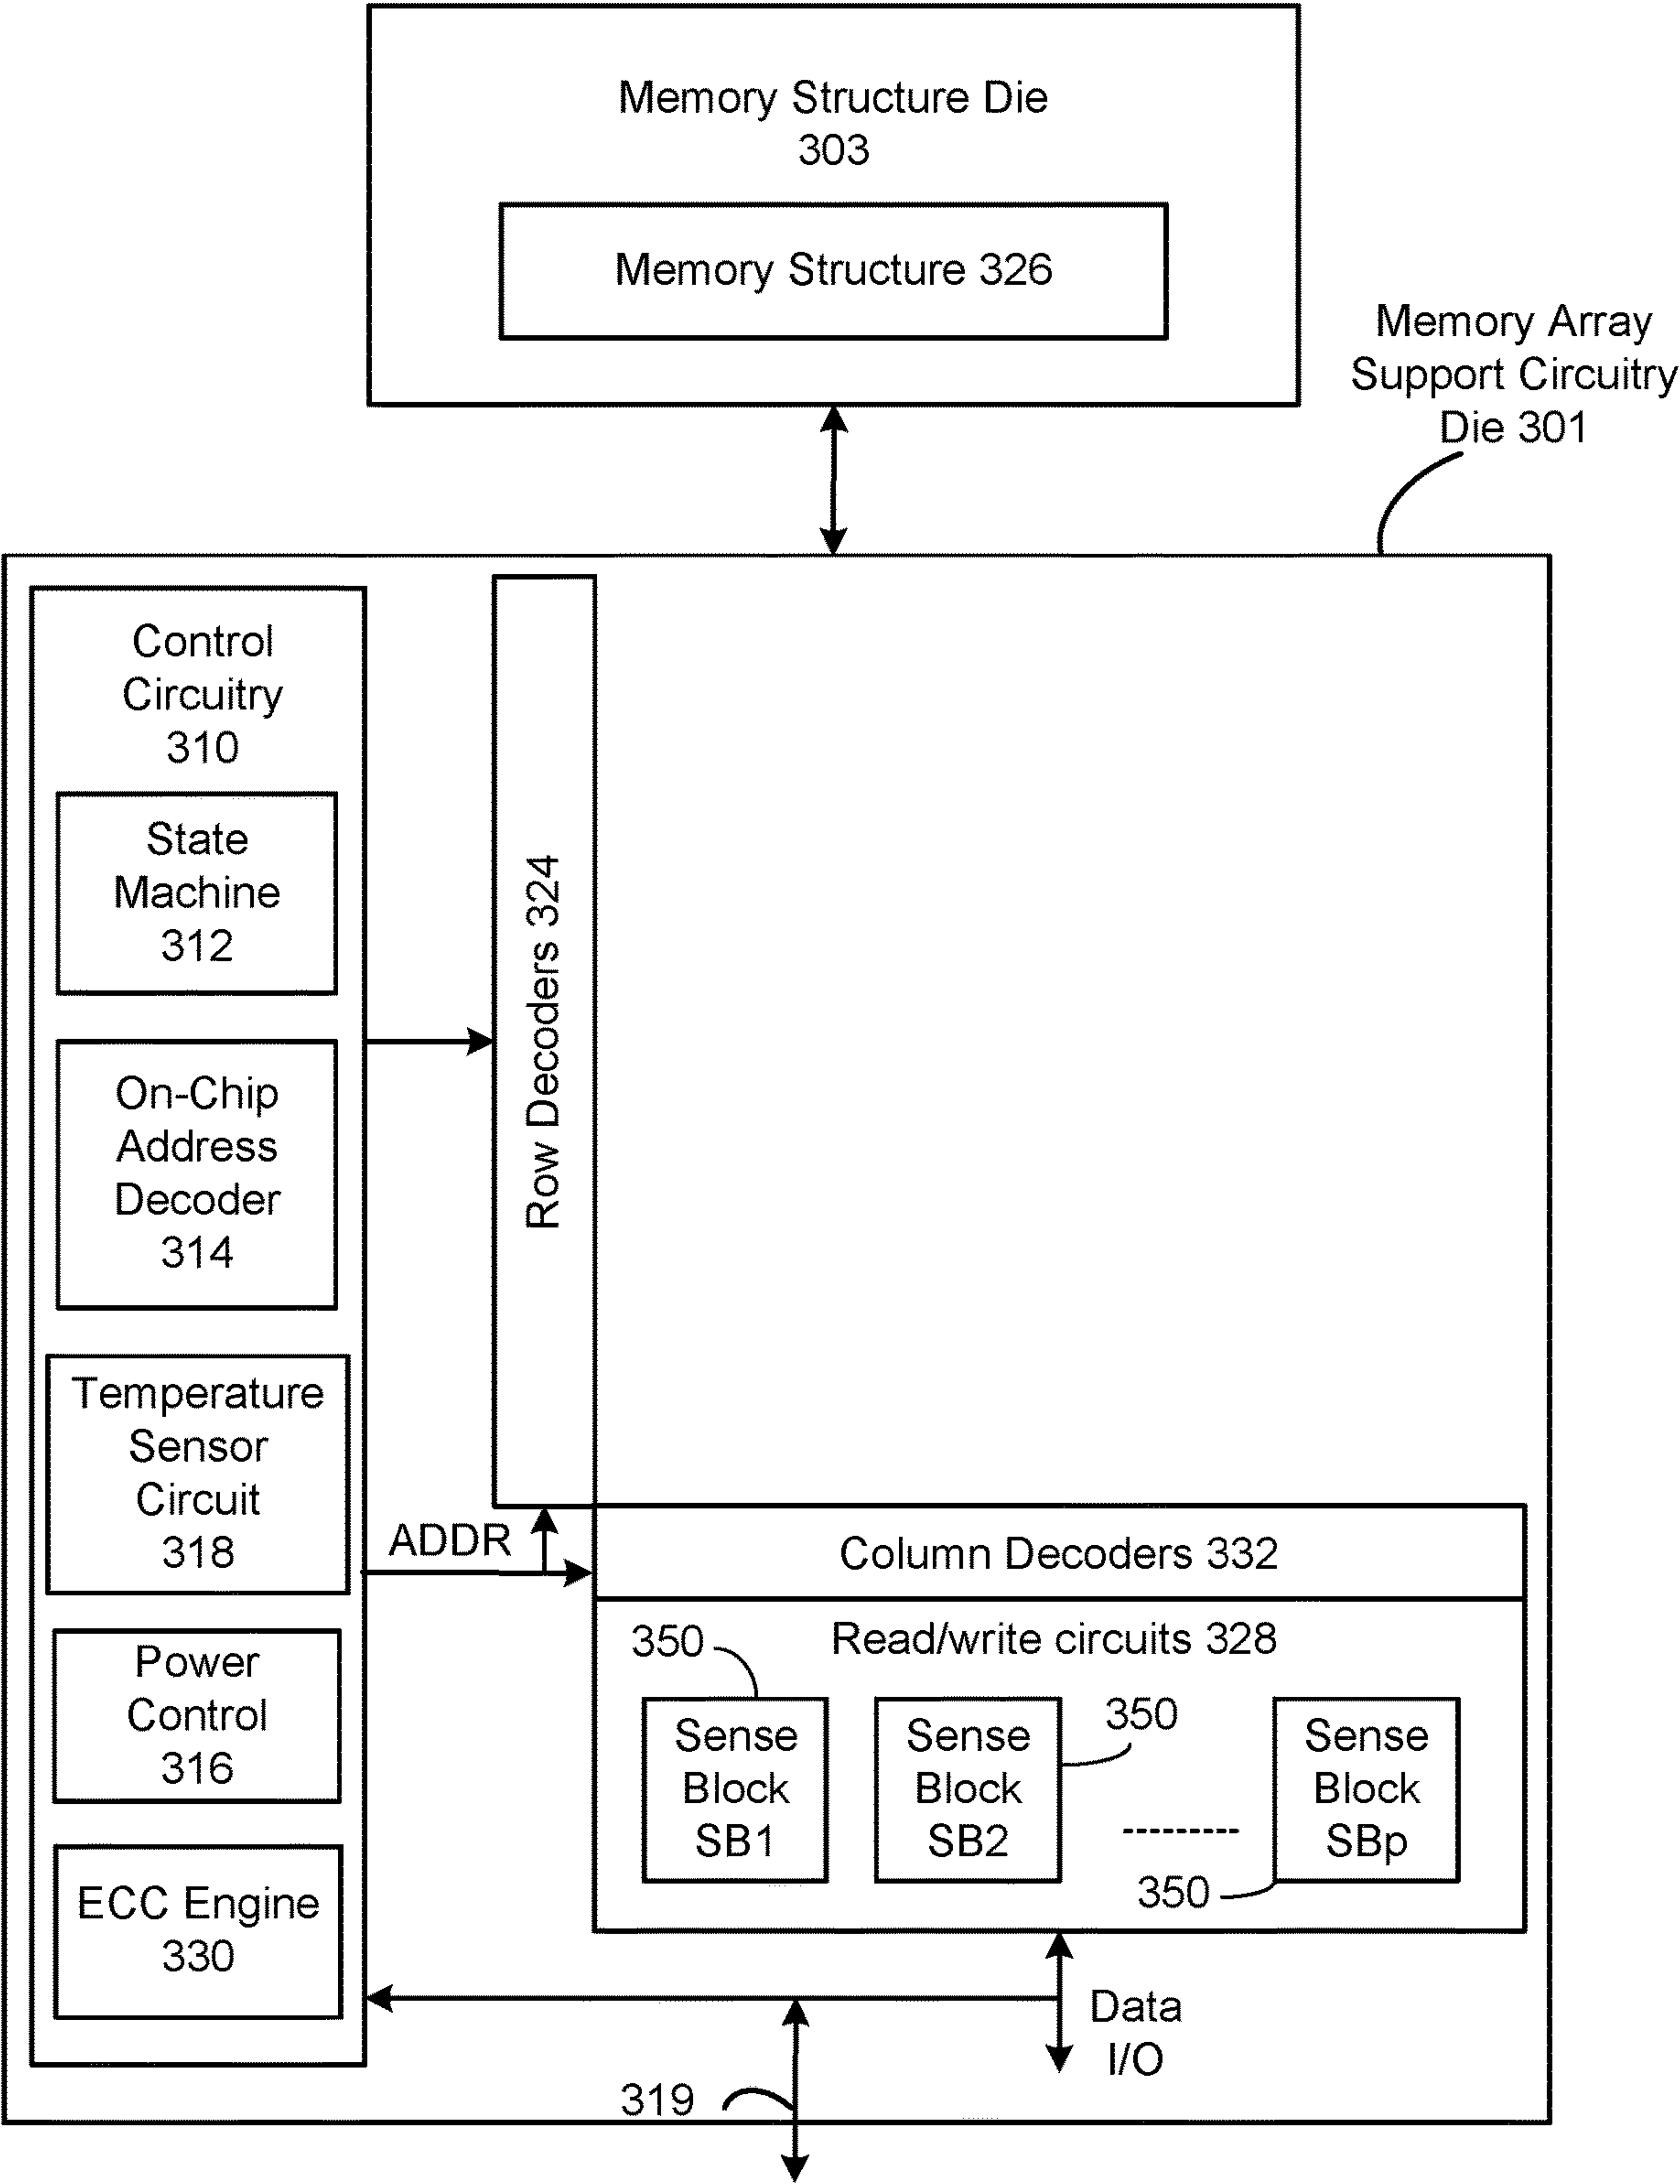 Memory Structure Die
303
Memory Structure 326
Memory Array
Support Circuitry
Die 301
Control
Circuitry
310
State
Machine
312
On-Chip
Address
Decoder
314
Temperature
Sensor
Circuit
318
Power
Control
316
ECC Engine
330
Row Decoders 324
ADDR
Column Decoders 332
Read/write circuits 328
350
Sense
Block
SB1
Sense
Block
SB2
350
Sense
Block
SBp
350
Data
I/O
319